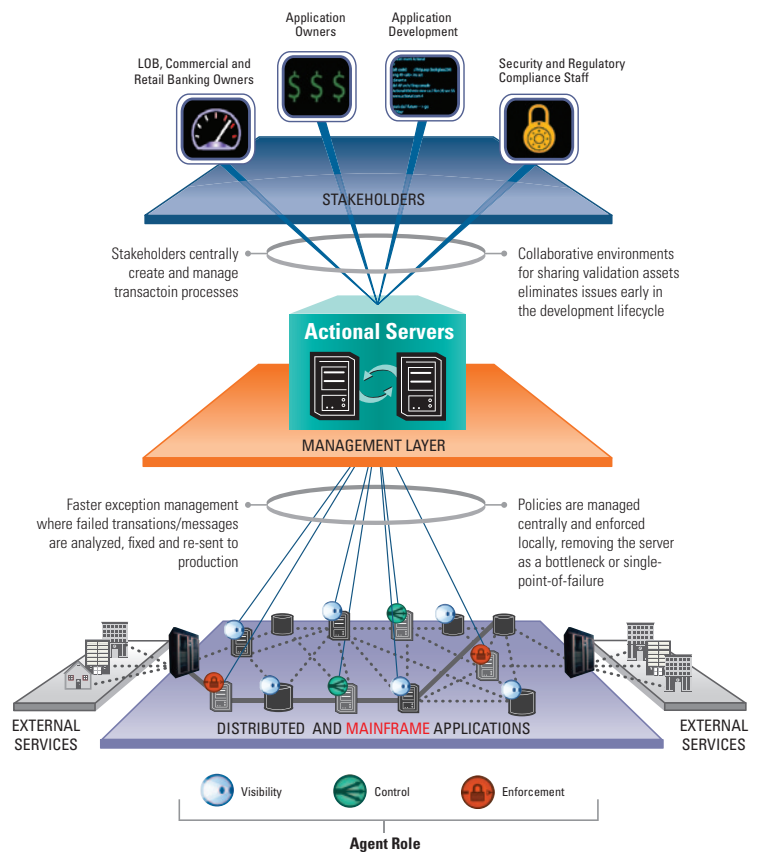 Application
Owners
Application
Development
LOB, Commercial and
Retail Banking Owners
Security and Regulatory
Compliance Staff
$ $ $
STAKEHOLDERS
Stakeholders centrally
create and manage
transactoin processes
Collaborative environments
for sharing validation assets
eliminates issues early in
the development lifecycle
Actional Servers
MANAGEMENT LAYER
Faster exception management
where failed transations/messages
are analyzed, fixed and re-sent to
production
Policies are managed
centrally and enforced
locally, removing the server
as a bottleneck or single-
point-of-failure
EXTERNAL
SERVICES
DISTRIBUTED AND MAINFRAME APPLICATIONS
EXTERNAL
SERVICES
Visibility
Control
Enforcement
Agent Role